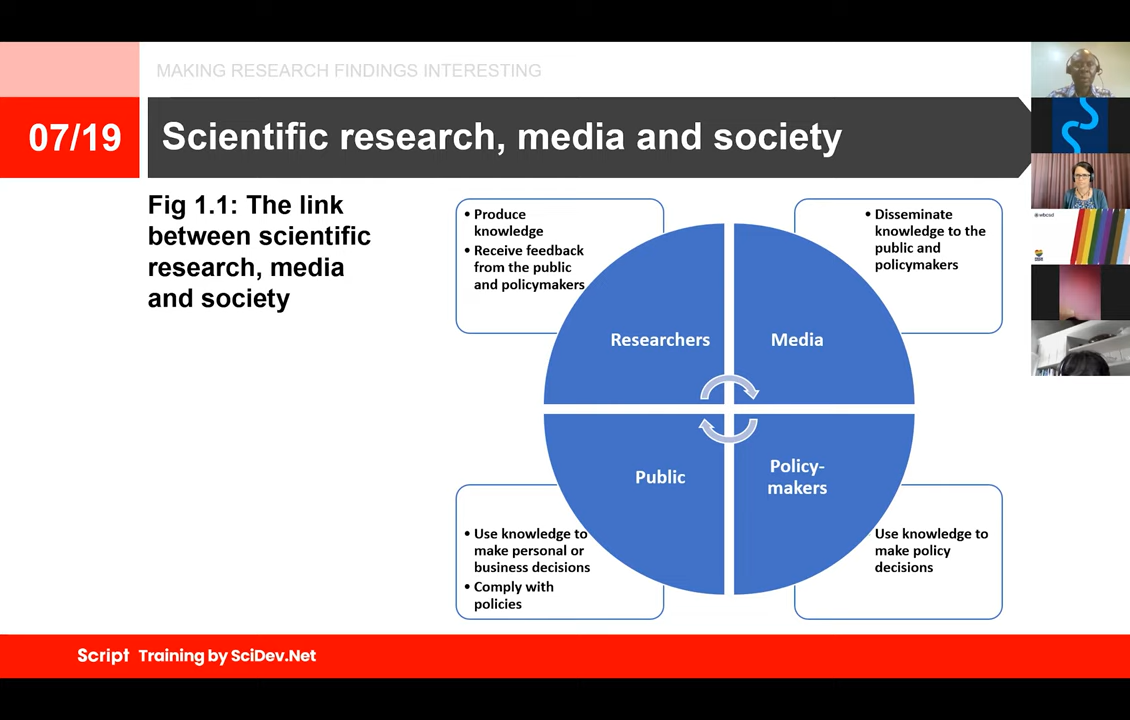 MAKING RESEARCH FINDINGS INTERESTING
07/19
Scientific research, media and society
Fig 1.1: The link
between scientific
research, media
and society
• Produce
knowledge
• Receive feedback
from the public
and policymakers
• Disseminate
knowledge to the
public and
policymakers
Researchers
Media
Public
Policy-
makers
• Use knowledge to
make personal or
business decisions
• Comply with
policies
Use knowledge to
make policy
decisions
Script Training by SciDev.Net
wbcsd